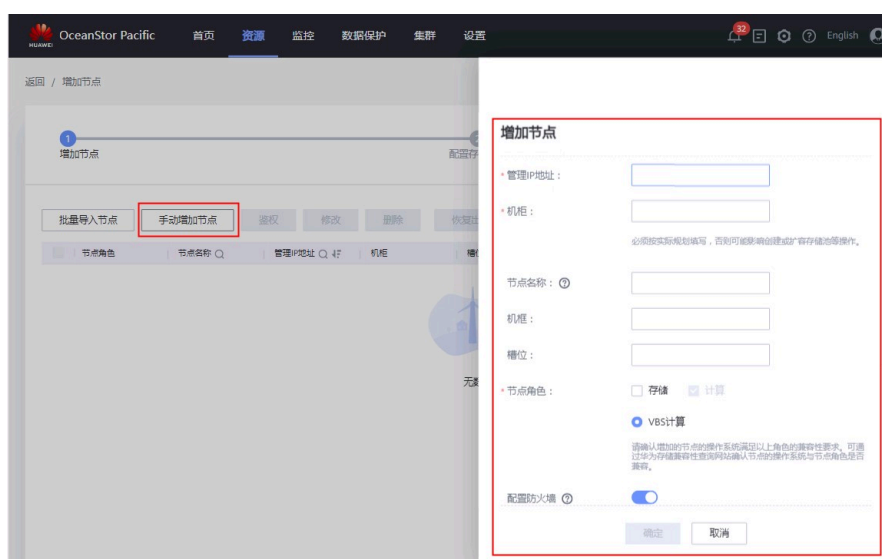 HUAWEI
OceanStor Pacific 首页 资源 监控 数据保护 集群 设置 32 English
返回 / 增加节点
1
增加节点 配置存
批量导入节点 手动增加节点 鉴权 修改 删除 恢复出
节点角色 节点名称 管理IP地址 机柜 槽位
无数
增加节点
* 管理IP地址：
* 机柜：
必须按实际规划填写，否则可能影响创建或扩容存储池等操作。
节点名称：
机框：
槽位：
* 节点角色： 存储 计算
VBS计算
请确认增加的节点的操作系统满足以上角色的兼容性要求。可通
过华为存储兼容性查询网站确认节点的操作系统与节点角色是否
兼容。
配置防火墙
确定 取消